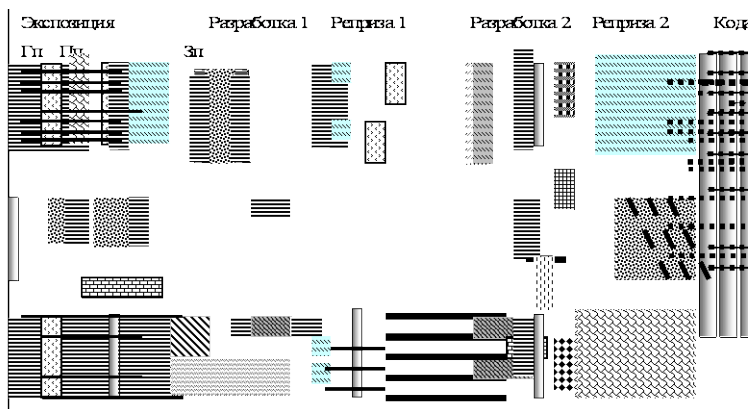 Экспозиция Разработка 1 Реприза 1 Разработка 2 Реприза 2 Кода
Гп Пп Зп